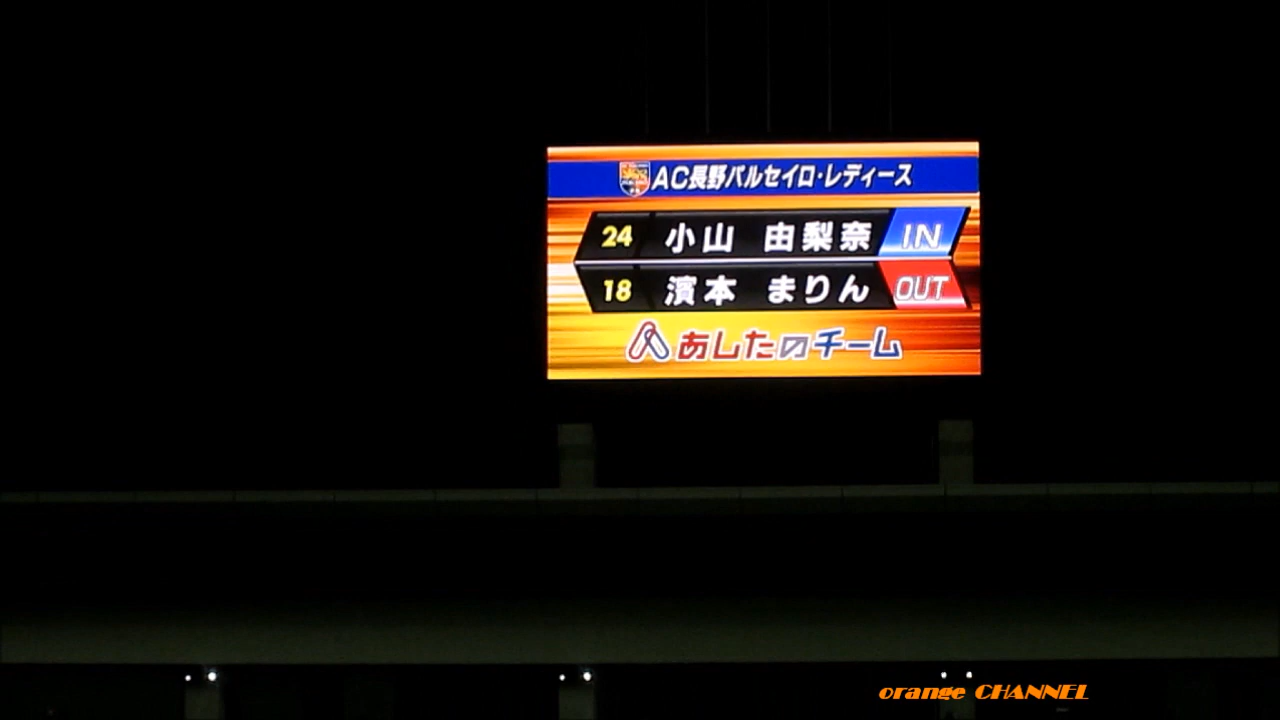 AC長野パルセイロ・レディース
24 小山 由梨奈 IN
18 濱本 まりん OUT
あしたのチーム
orange CHANNEL